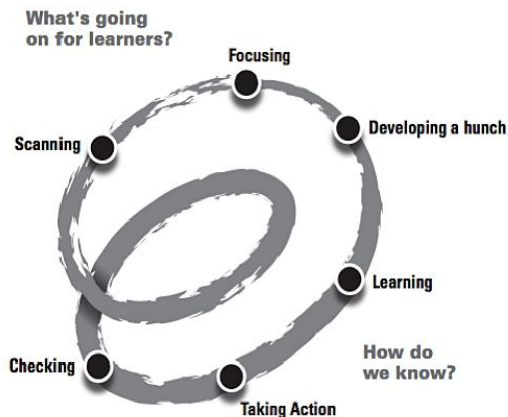 What's going
on for learners?
Focusing
Developing a hunch
Scanning
Learning
How do
we know?
Checking
Taking Action